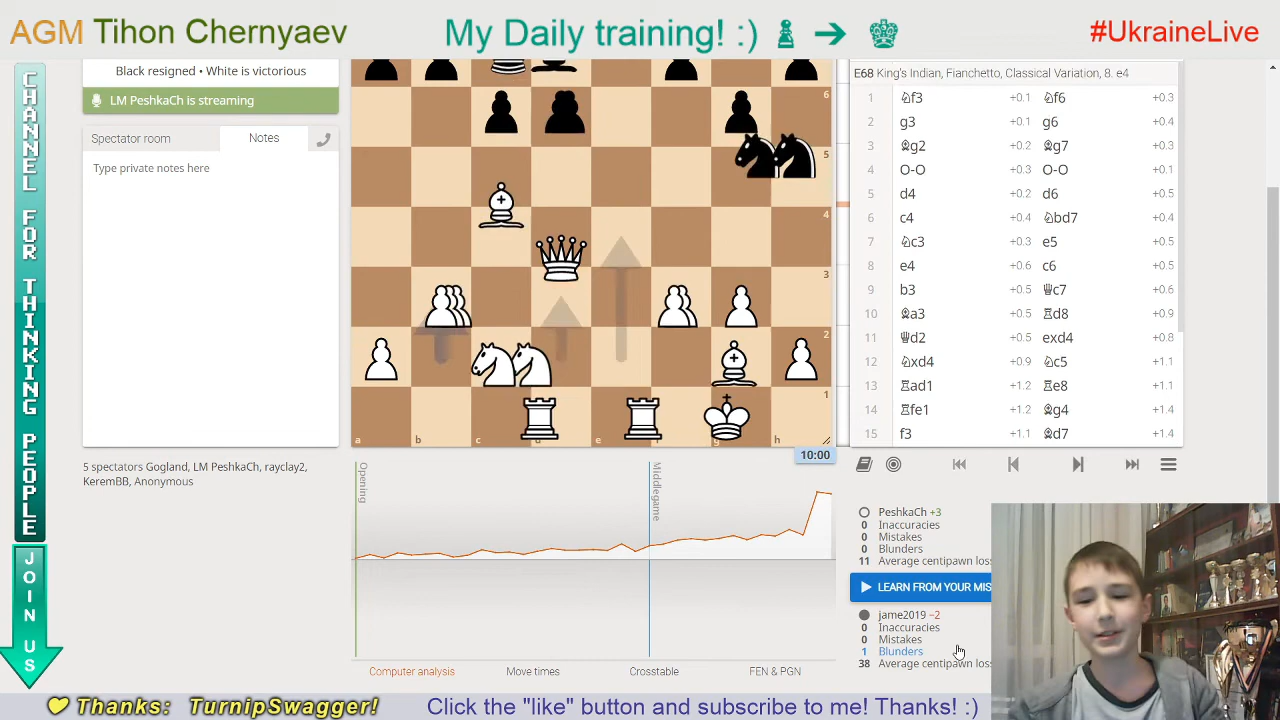 AGM Tihon Chernyaev
My Daily training! :)
#UkraineLive
CHANNEL FOR THINKING PEOPLE
JOIN US
Black resigned • White is victorious
LM PeshkaCh is streaming
Spectator room Notes
Type private notes here
5 spectators Gogland, LM PeshkaCh, rayclay2,
KeremBB, Anonymous
6
5
4
3
2
1
a b c d e f g h
10:00
E68 King's Indian, Fianchetto, Classical Variation, 8. e4
1 ♘f3 +0.1 ♘f6 +0.3
2 g3 +0.1 g6 +0.4
3 ♗g2 +0.2 ♗g7 +0.4
4 O-O +0.3 O-O +0.1
5 d4 +0.2 d6 +0.5
6 c4 +0.4 ♘bd7 +0.4
7 ♘c3 +0.3 e5 +0.5
8 e4 +0.6 c6 +0.5
9 b3 +0.5 ♕c7 +0.6
10 ♗a3 +0.5 ♖d8 +0.9
11 ♕d2 +0.5 exd4 +0.8
12 ♘xd4 +0.9 ♘c5 +1.1
13 ♖ad1 +1.2 ♖e8 +1.1
14 ♖fe1 +1.2 ♗g4 +1.4
15 f3 +1.1 ♗d7 +1.4
Opening
Middlegame
Computer analysis Move times Crosstable FEN & PGN
PeshkaCh +3
0 Inaccuracies
0 Mistakes
0 Blunders
11 Average centipawn loss
LEARN FROM YOUR MIS
jame2019 −2
0 Inaccuracies
0 Mistakes
1 Blunders
38 Average centipawn loss
Thanks: TurnipSwagger!
Click the "like" button and subscribe to me! Thanks! :)